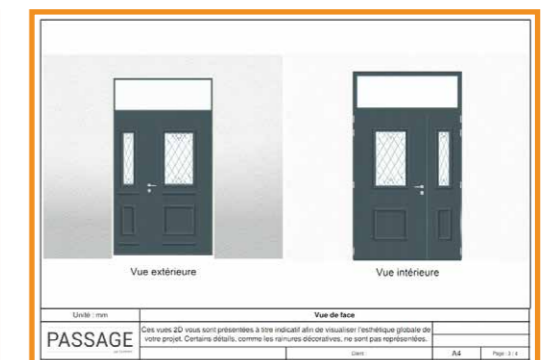 Vue extérieure
Vue intérieure
Unité : mm
Vue de face
PASSAGE
Ces vues 2D vous sont présentées à titre indicatif afin de visualiser l'esthétique globale de
votre projet. Certains détails, comme les rainures décoratives, ne sont pas représentées.
Client
A4